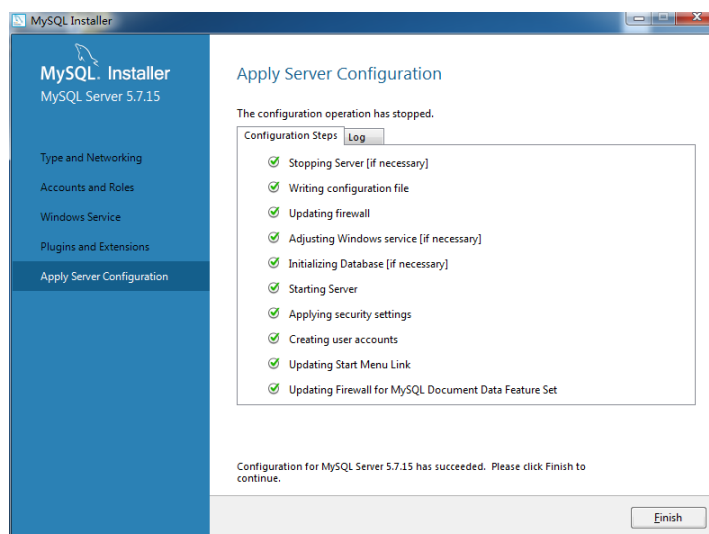 MySQL Installer
MySQL. Installer
MySQL Server 5.7.15
Type and Networking
Accounts and Roles
Windows Service
Plugins and Extensions
Apply Server Configuration
Apply Server Configuration
The configuration operation has stopped.
Configuration Steps Log
Stopping Server [if necessary]
Writing configuration file
Updating firewall
Adjusting Windows service [if necessary]
Initializing Database [if necessary]
Starting Server
Applying security settings
Creating user accounts
Updating Start Menu Link
Updating Firewall for MySQL Document Data Feature Set
Configuration for MySQL Server 5.7.15 has succeeded. Please click Finish to
continue.
Finish